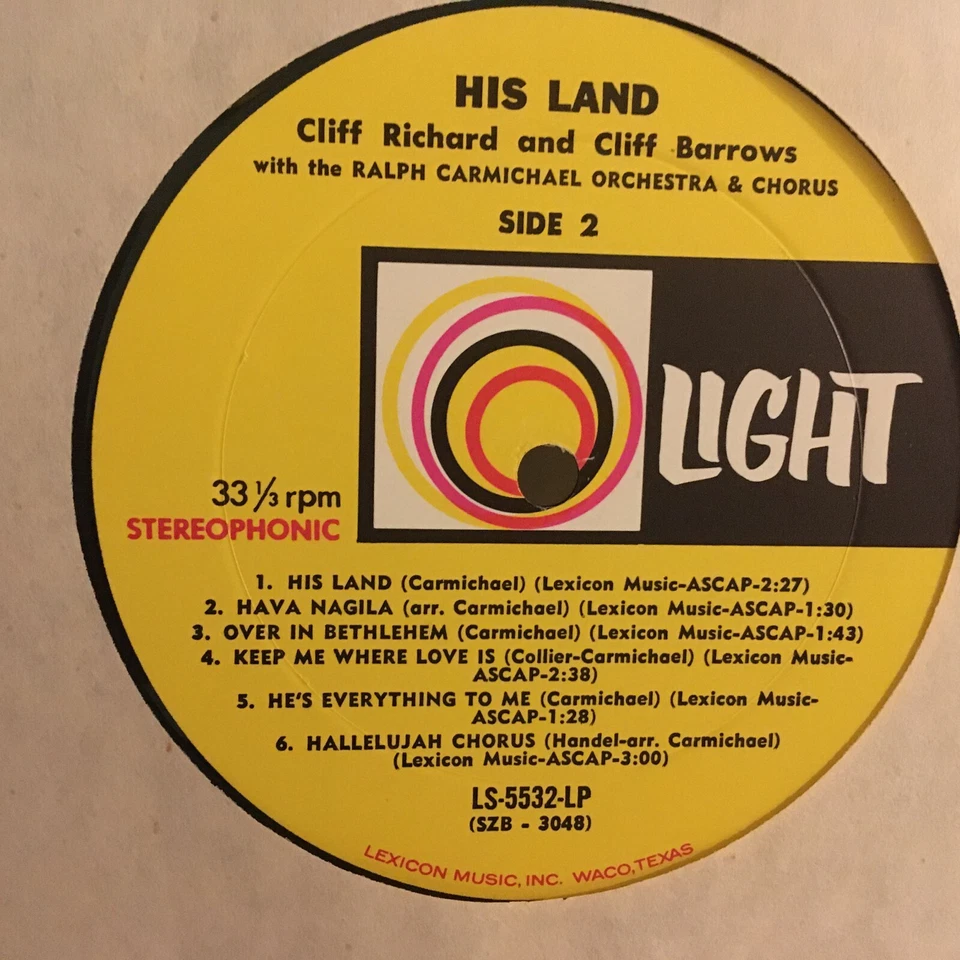 HIS LAND
Cliff Richard and Cliff Barrows
with the RALPH CARMICHAEL ORCHESTRA & CHORUS
SIDE 2
LIGHT
33 ⅓ rpm
STEREOPHONIC
1. HIS LAND (Carmichael) (Lexicon Music-ASCAP-2:27)
2. HAVA NAGILA (arr. Carmichael) (Lexicon Music-ASCAP-1:30)
3. OVER IN BETHLEHEM (Carmichael) (Lexicon Music-ASCAP-1:43)
4. KEEP ME WHERE LOVE IS (Collier-Carmichael) (Lexicon Music-
ASCAP-2:38)
5. HE'S EVERYTHING TO ME (Carmichael) (Lexicon Music-
ASCAP-1:28)
6. HALLELUJAH CHORUS (Handel-arr. Carmichael)
(Lexicon Music-ASCAP-3:00)
LS-5532-LP
(SZB - 3048)
LEXICON MUSIC, INC. WACO, TEXAS